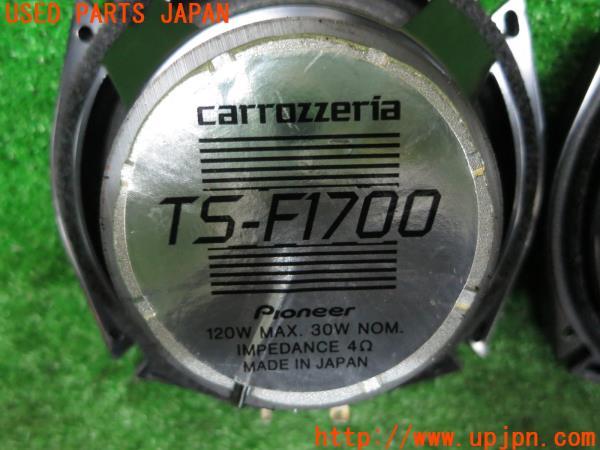 USED PARTS JAPAN
carrozzeria
TS-F1700
Pioneer
120W MAX. 30W NOM.
IMPEDANCE 4Ω
MADE IN JAPAN
http://www.upjpn.com